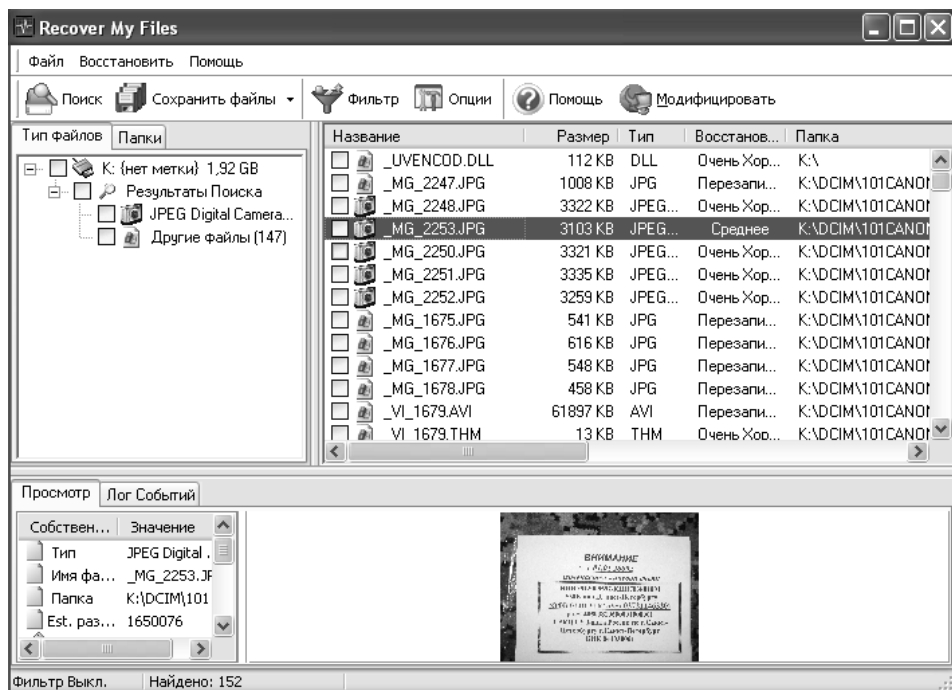 Recover My Files
Файл Восстановить Помощь
Поиск Сохранить файлы Фильтр Опции Помощь Модифицировать
Тип файлов Папки
K: {нет метки} 1,92 GB
Результаты Поиска
JPEG Digital Camera...
Другие файлы (147)
Название Размер Тип Восстанов... Папка
_UVENCOD.DLL 112 KB DLL Очень Хор... K:\
_MG_2247.JPG 1008 KB JPG Перезапи... K:\DCIM\101CANON
_MG_2248.JPG 3322 KB JPEG... Очень Хор... K:\DCIM\101CANON
_MG_2253.JPG 3103 KB JPEG... Среднее K:\DCIM\101CANON
_MG_2250.JPG 3321 KB JPEG... Очень Хор... K:\DCIM\101CANON
_MG_2251.JPG 3335 KB JPEG... Очень Хор... K:\DCIM\101CANON
_MG_2252.JPG 3259 KB JPEG... Очень Хор... K:\DCIM\101CANON
_MG_1675.JPG 541 KB JPG Перезапи... K:\DCIM\101CANON
_MG_1676.JPG 616 KB JPG Перезапи... K:\DCIM\101CANON
_MG_1677.JPG 548 KB JPG Перезапи... K:\DCIM\101CANON
_MG_1678.JPG 458 KB JPG Перезапи... K:\DCIM\101CANON
_VI_1679.AVI 61897 KB AVI Перезапи... K:\DCIM\101CANON
_VI_1679.THM 13 KB THM Очень Хор... K:\DCIM\101CANON
Просмотр Лог Событий
Собствен... Значение
Тип JPEG Digital .
Имя фа... _MG_2253.JP
Папка K:\DCIM\101
Est. раз... 1650076
ВНИМАНИЕ
Фильтр Выкл. Найдено: 152